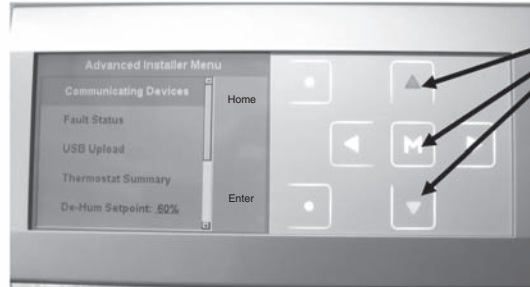 Advanced Installer Menu
Communicating Devices
Home
Fault Status
USB Upload
Thermostat Summary
Enter
De-Hum Setpoint: 60%
M